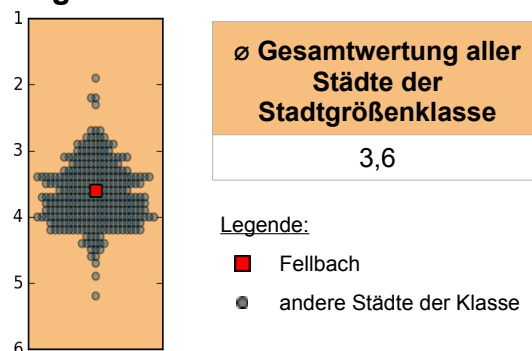 1
2
3
4
5
6
⌀ Gesamtwertung aller
Städte der
Stadtgrößenklasse
3,6
Legende:
Fellbach
andere Städte der Klasse